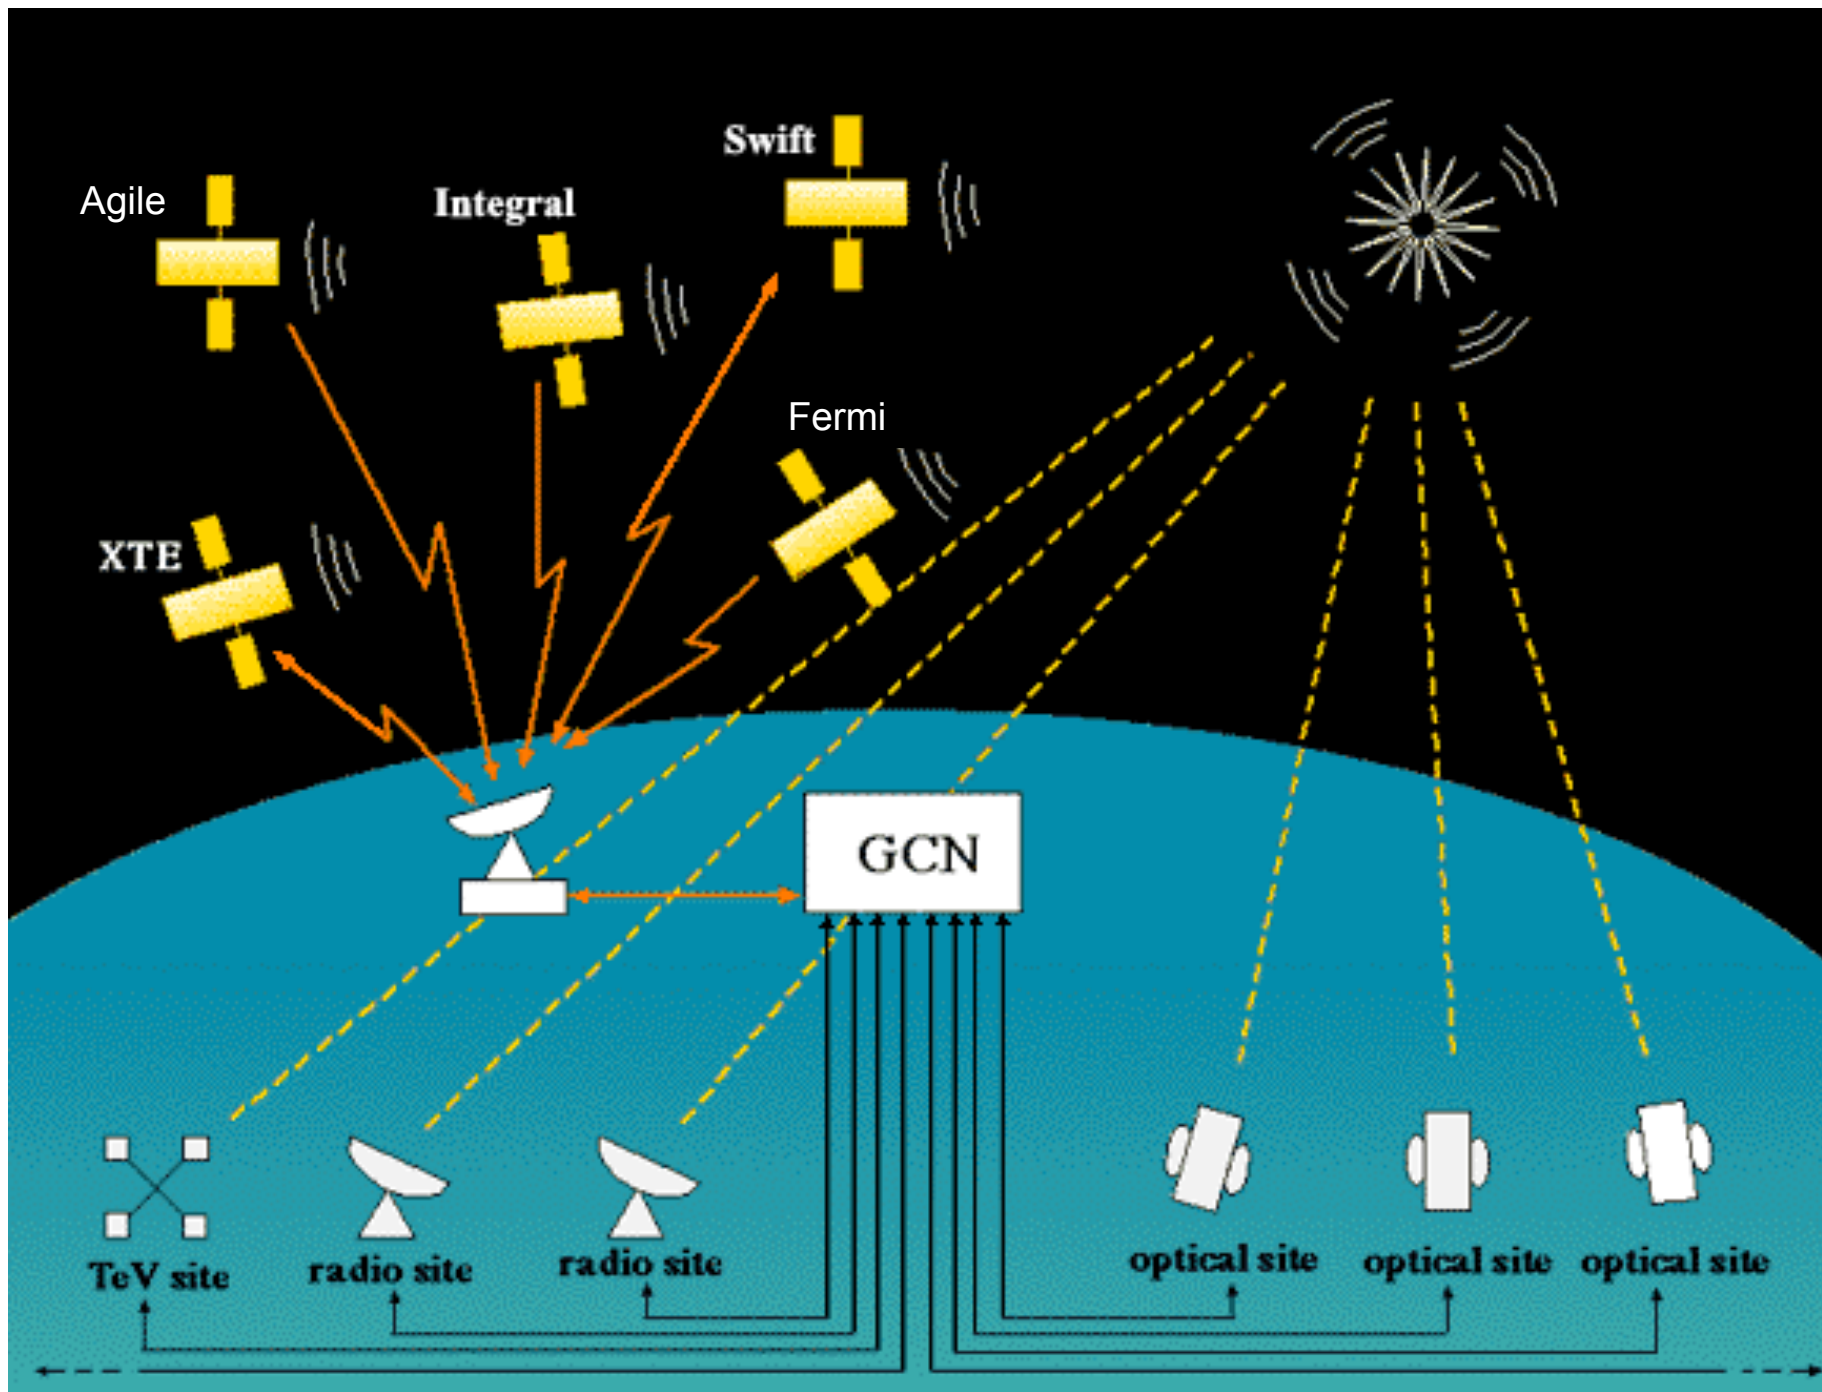 Swift
Agile
Integral
Fermi
XTE
GCN
TeV site
radio site
radio site
optical site
optical site
optical site